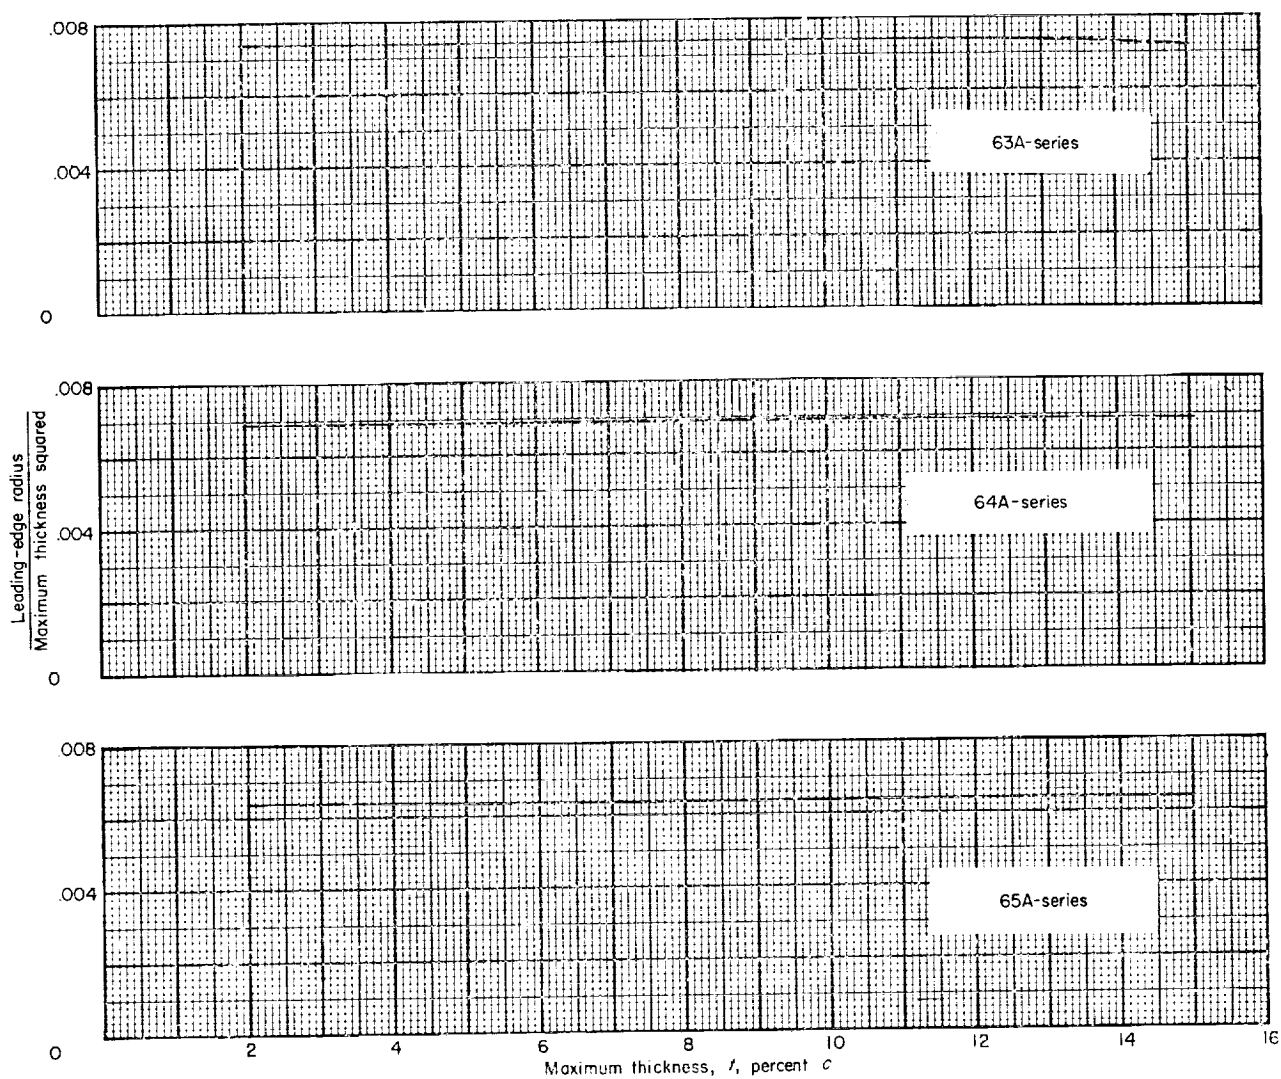 .008
.004
0
63A-series
.008
.004
0
64A-series
Leading-edge radius
Maximum thickness squared
.008
.004
0
65A-series
2 4 6 8 10 12 14 16
Maximum thickness, t, percent c